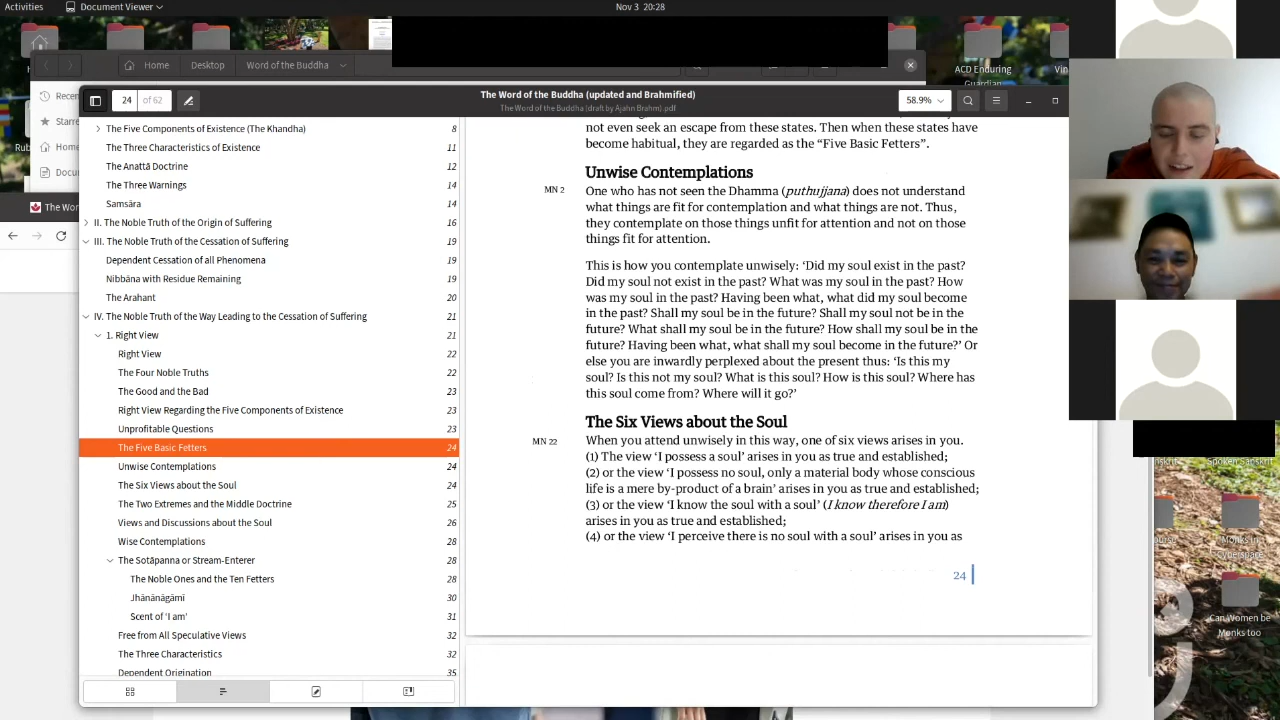 Activities
Document Viewer
Nov 3 20:28
Home
Desktop
Word of the Buddha
ACD Enduring
Guardian
Vin
Recen
Starre
Home
Docum
Rub
The Wor
24 of 62
The Word of the Buddha (updated and Brahmified)
The Word of the Buddha (draft by Ajahn Brahm).pdf
58.9%
The Five Components of Existence (The Khandha) 8
The Three Characteristics of Existence 11
The Anattā Doctrine 12
The Three Warnings 14
Saṃsāra 14
II. The Noble Truth of the Origin of Suffering 16
III. The Noble Truth of the Cessation of Suffering 19
Dependent Cessation of all Phenomena 19
Nibbāna with Residue Remaining 19
The Arahant 20
IV. The Noble Truth of the Way Leading to the Cessation of Suffering 21
1. Right View 21
Right View 22
The Four Noble Truths 22
The Good and the Bad 23
Right View Regarding the Five Components of Existence 23
Unprofitable Questions 23
The Five Basic Fetters 24
Unwise Contemplations 24
The Six Views about the Soul 24
The Two Extremes and the Middle Doctrine 25
Views and Discussions about the Soul 26
Wise Contemplations 28
The Sotāpanna or Stream-Enterer 28
The Noble Ones and the Ten Fetters 28
Jhānānāgāmī 30
Scent of 'I am' 31
Free from All Speculative Views 32
The Three Characteristics 32
Dependent Origination 35
not even seek an escape from these states. Then when these states have
become habitual, they are regarded as the “Five Basic Fetters”.
Unwise Contemplations
MN 2
One who has not seen the Dhamma (puthujjana) does not understand
what things are fit for contemplation and what things are not. Thus,
they contemplate on those things unfit for attention and not on those
things fit for attention.
This is how you contemplate unwisely: ‘Did my soul exist in the past?
Did my soul not exist in the past? What was my soul in the past? How
was my soul in the past? Having been what, what did my soul become
in the past? Shall my soul be in the future? Shall my soul not be in the
future? What shall my soul be in the future? How shall my soul be in the
future? Having been what, what shall my soul become in the future?’ Or
else you are inwardly perplexed about the present thus: ‘Is this my
soul? Is this not my soul? What is this soul? How is this soul? Where has
this soul come from? Where will it go?’
The Six Views about the Soul
MN 22
When you attend unwisely in this way, one of six views arises in you.
(1) The view ‘I possess a soul’ arises in you as true and established;
(2) or the view ‘I possess no soul, only a material body whose conscious
life is a mere by-product of a brain’ arises in you as true and established;
(3) or the view ‘I know the soul with a soul’ (I know therefore I am)
arises in you as true and established;
(4) or the view ‘I perceive there is no soul with a soul’ arises in you as
24
Spoken Sanskrit
Monks in
Cyberspace
Can Women be
Monks too